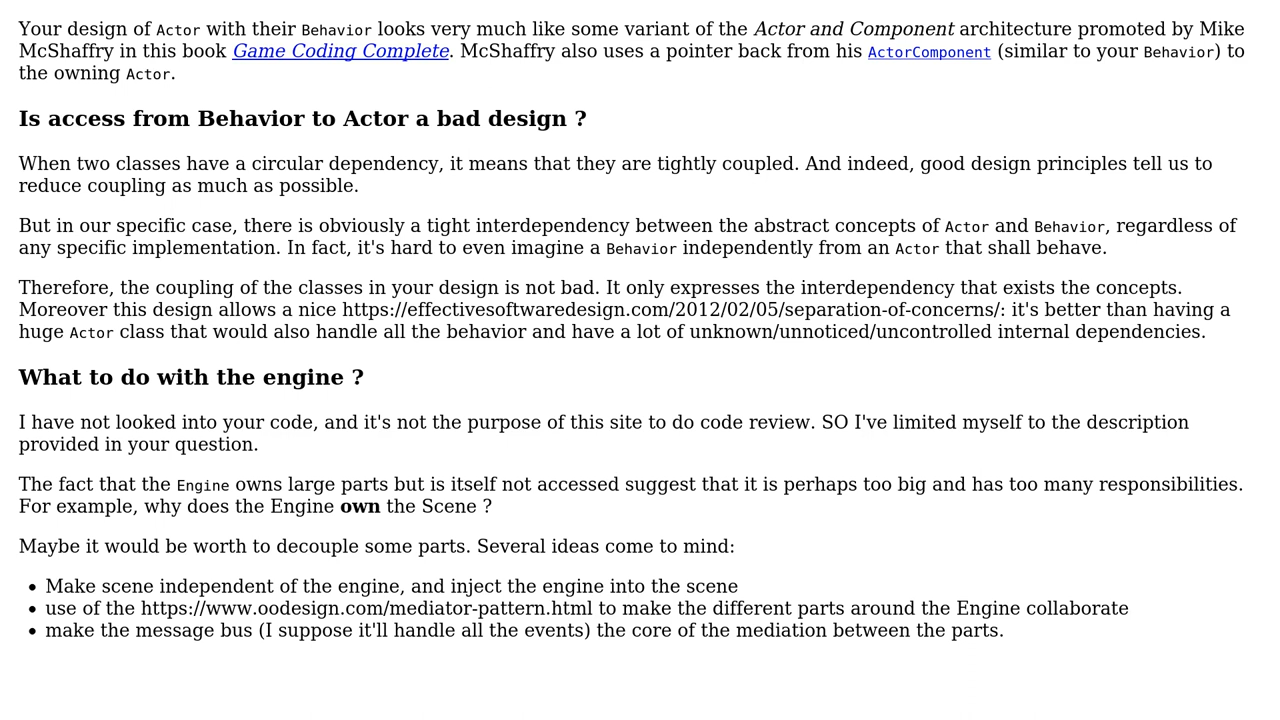 Your design of Actor with their Behavior looks very much like some variant of the Actor and Component architecture promoted by Mike
McShaffry in this book Game Coding Complete. McShaffry also uses a pointer back from his ActorComponent (similar to your Behavior) to
the owning Actor.
Is access from Behavior to Actor a bad design ?
When two classes have a circular dependency, it means that they are tightly coupled. And indeed, good design principles tell us to
reduce coupling as much as possible.
But in our specific case, there is obviously a tight interdependency between the abstract concepts of Actor and Behavior, regardless of
any specific implementation. In fact, it's hard to even imagine a Behavior independently from an Actor that shall behave.
Therefore, the coupling of the classes in your design is not bad. It only expresses the interdependency that exists the concepts.
Moreover this design allows a nice https://effectivesoftwaredesign.com/2012/02/05/separation-of-concerns/: it's better than having a
huge Actor class that would also handle all the behavior and have a lot of unknown/unnoticed/uncontrolled internal dependencies.
What to do with the engine ?
I have not looked into your code, and it's not the purpose of this site to do code review. SO I've limited myself to the description
provided in your question.
The fact that the Engine owns large parts but is itself not accessed suggest that it is perhaps too big and has too many responsibilities.
For example, why does the Engine own the Scene ?
Maybe it would be worth to decouple some parts. Several ideas come to mind:
• Make scene independent of the engine, and inject the engine into the scene
• use of the https://www.oodesign.com/mediator-pattern.html to make the different parts around the Engine collaborate
• make the message bus (I suppose it'll handle all the events) the core of the mediation between the parts.